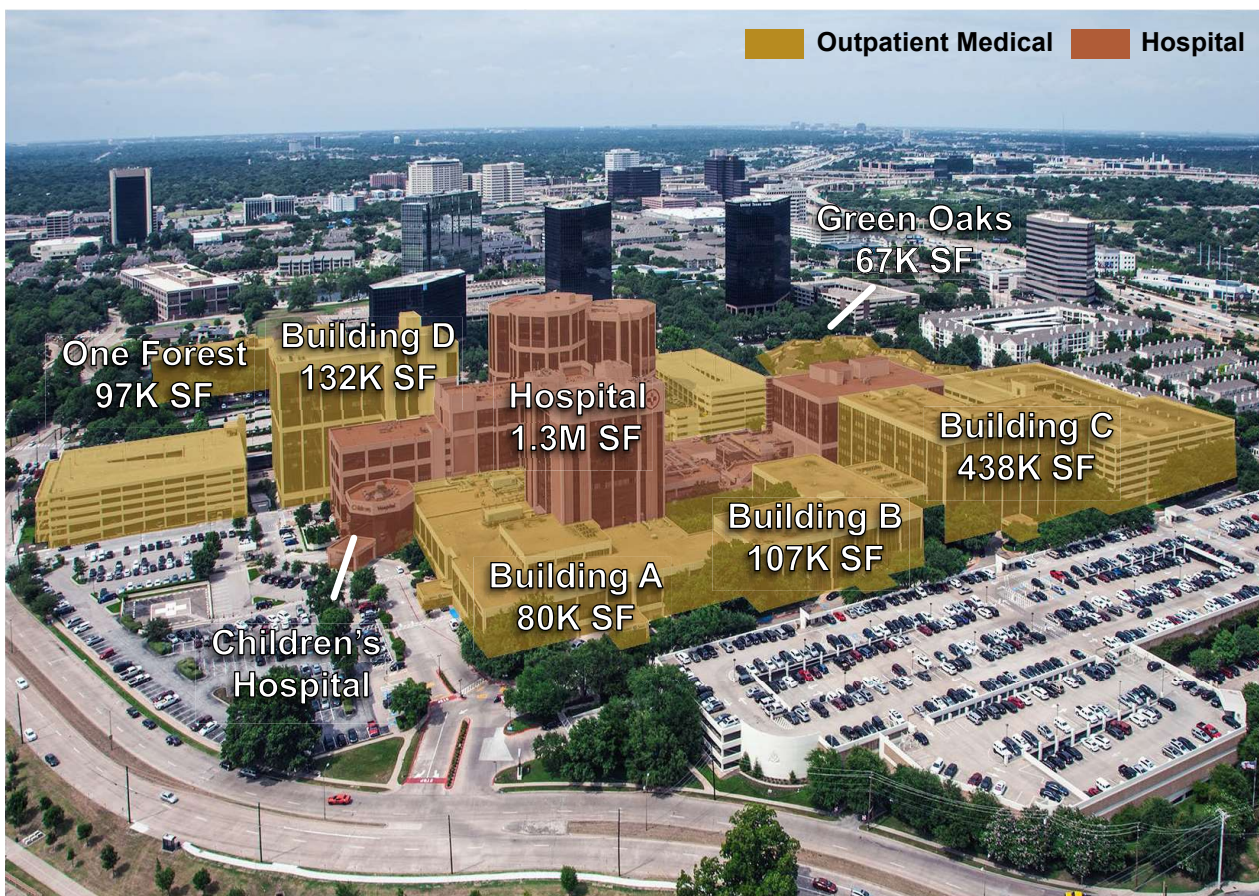 Outpatient Medical
Hospital
Green Oaks
67K SF
Building D
132K SF
One Forest
97K SF
Hospital
1.3M SF
Building C
438K SF
Building B
107K SF
Building A
80K SF
Children's
Hospital